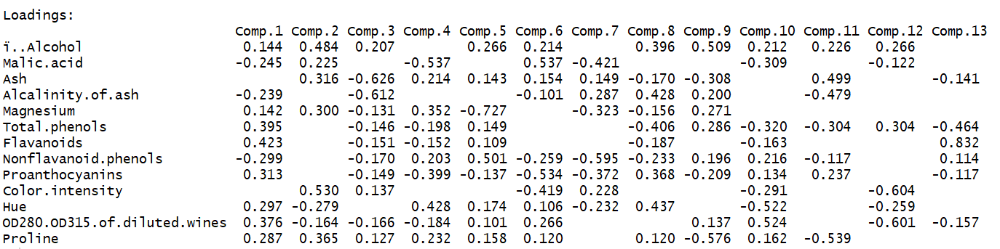 Loadings:
                           Comp.1 Comp.2 Comp.3 Comp.4 Comp.5 Comp.6 Comp.7 Comp.8 Comp.9 Comp.10 Comp.11 Comp.12 Comp.13
ï..Alcohol                  0.144  0.484  0.207         0.266  0.214         0.396  0.509  0.212   0.226   0.266
Malic.acid                 -0.245  0.225        -0.537         0.537 -0.421               -0.309          -0.122
Ash                                0.316 -0.626  0.214  0.143  0.154  0.149 -0.170 -0.308          0.499          -0.141
Alcalinity.of.ash          -0.239        -0.612               -0.101  0.287  0.428  0.200         -0.479
Magnesium                   0.142  0.300 -0.131  0.352 -0.727        -0.323 -0.156  0.271
Total.phenols               0.395        -0.146 -0.198  0.149               -0.406  0.286 -0.320  -0.304   0.304  -0.464
Flavanoids                  0.423        -0.151 -0.152  0.109               -0.187        -0.163                   0.832
Nonflavanoid.phenols       -0.299        -0.170  0.203  0.501 -0.259 -0.595 -0.233  0.196  0.216  -0.117           0.114
Proanthocyanins             0.313        -0.149 -0.399 -0.137 -0.534 -0.372  0.368 -0.209  0.134   0.237          -0.117
Color.intensity                    0.530  0.137               -0.419  0.228               -0.291          -0.604
Hue                         0.297 -0.279         0.428  0.174  0.106 -0.232  0.437        -0.522          -0.259
OD280.OD315.of.diluted.wines  0.376 -0.164 -0.166 -0.184  0.101  0.266                0.137  0.524          -0.601  -0.157
Proline                     0.287  0.365  0.127  0.232  0.158  0.120         0.120 -0.576  0.162  -0.539